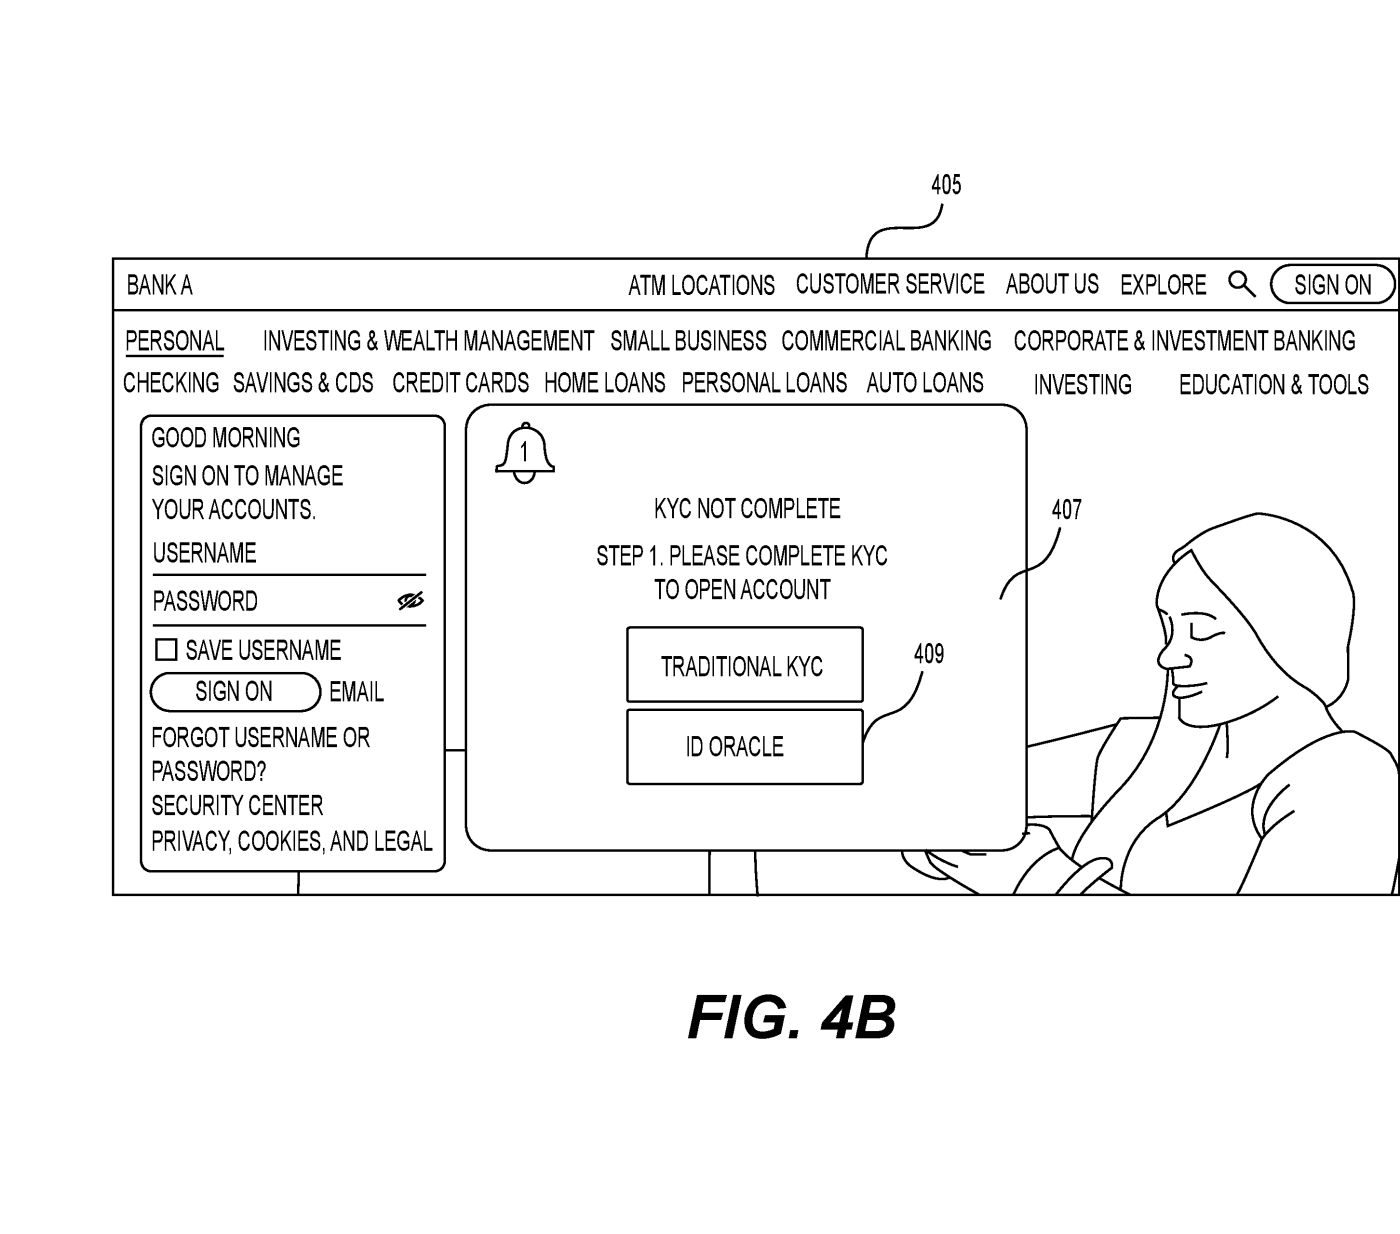 405
BANK A ATM LOCATIONS CUSTOMER SERVICE ABOUT US EXPLORE SIGN ON
PERSONAL INVESTING & WEALTH MANAGEMENT SMALL BUSINESS COMMERCIAL BANKING CORPORATE & INVESTMENT BANKING
CHECKING SAVINGS & CDS CREDIT CARDS HOME LOANS PERSONAL LOANS AUTO LOANS INVESTING EDUCATION & TOOLS
GOOD MORNING
SIGN ON TO MANAGE
YOUR ACCOUNTS.
USERNAME
PASSWORD
SAVE USERNAME
SIGN ON EMAIL
FORGOT USERNAME OR
PASSWORD?
SECURITY CENTER
PRIVACY, COOKIES, AND LEGAL
1
KYC NOT COMPLETE
STEP 1. PLEASE COMPLETE KYC
TO OPEN ACCOUNT
TRADITIONAL KYC
ID ORACLE
407
409
FIG. 4B